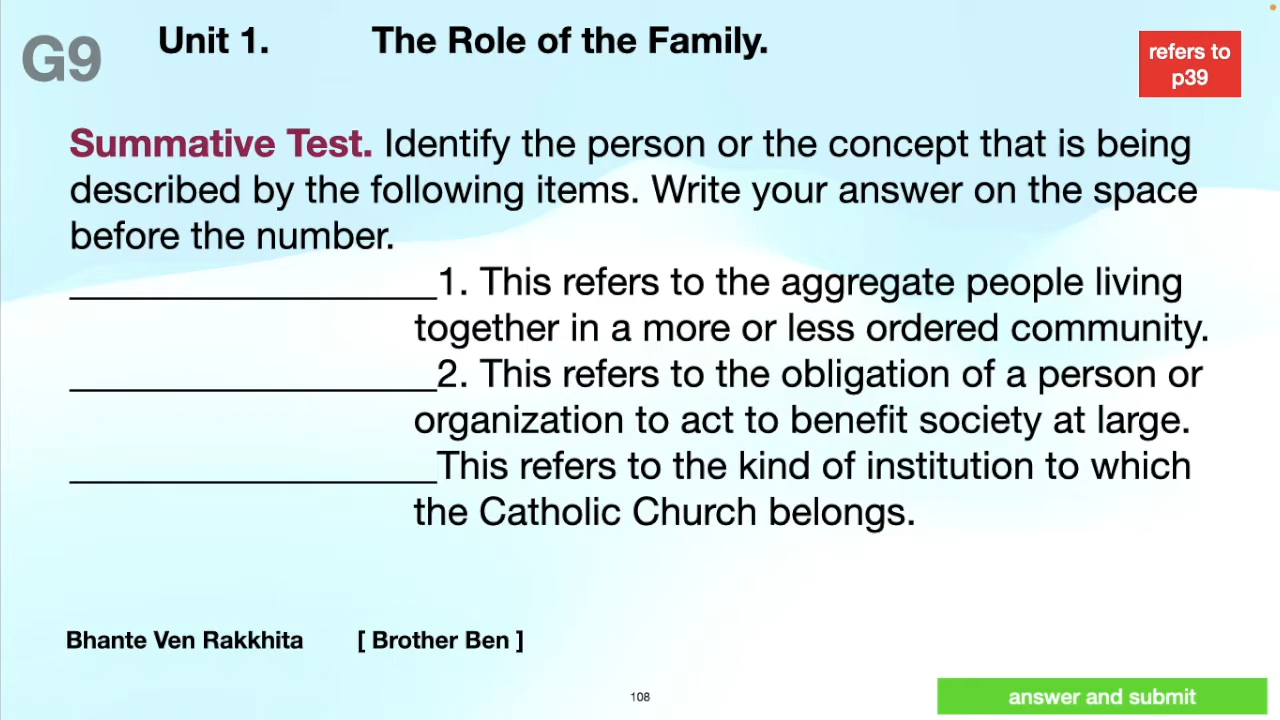 G9
Unit 1. The Role of the Family.
refers to
p39
Summative Test. Identify the person or the concept that is being
described by the following items. Write your answer on the space
before the number.
_________________1. This refers to the aggregate people living
together in a more or less ordered community.
_________________2. This refers to the obligation of a person or
organization to act to benefit society at large.
_________________This refers to the kind of institution to which
the Catholic Church belongs.
Bhante Ven Rakkhita [ Brother Ben ]
108
answer and submit